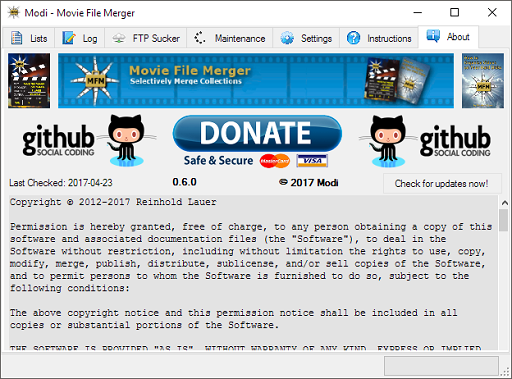 Modi - Movie File Merger
Lists Log FTP Sucker Maintenance Settings Instructions About
MFM
Movie File Merger
Selectively Merge Collections
github
SOCIAL CODING
DONATE
Safe & Secure MasterCard VISA
github
SOCIAL CODING
Last Checked: 2017-04-23 0.6.0 © 2017 Modi Check for updates now!
Copyright © 2012-2017 Reinhold Lauer
Permission is hereby granted, free of charge, to any person obtaining a copy of this
software and associated documentation files (the "Software"), to deal in the
Software without restriction, including without limitation the rights to use, copy,
modify, merge, publish, distribute, sublicense, and/or sell copies of the Software,
and to permit persons to whom the Software is furnished to do so, subject to the
following conditions:
The above copyright notice and this permission notice shall be included in all
copies or substantial portions of the Software.
THE SOFTWARE IS PROVIDED "AS IS", WITHOUT WARRANTY OF ANY KIND, EXPRESS OR IMPLIED